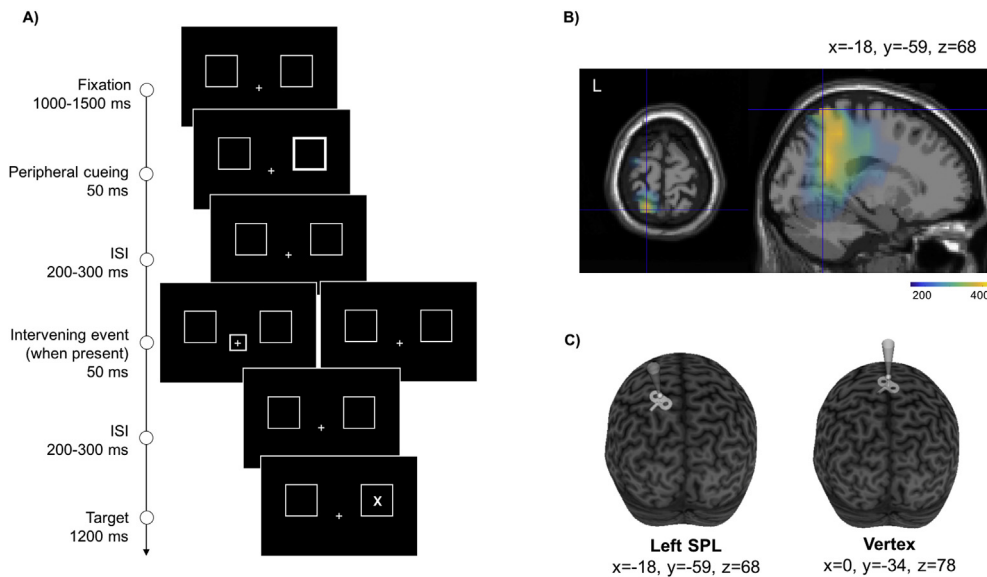 A)
Fixation
1000-1500 ms
Peripheral cueing
50 ms
ISI
200-300 ms
Intervening event
(when present)
50 ms
ISI
200-300 ms
Target
1200 ms
X
B)
x=-18, y=-59, z=68
L
200 400
C)
Left SPL
x=-18, y=-59, z=68
Vertex
x=0, y=-34, z=78